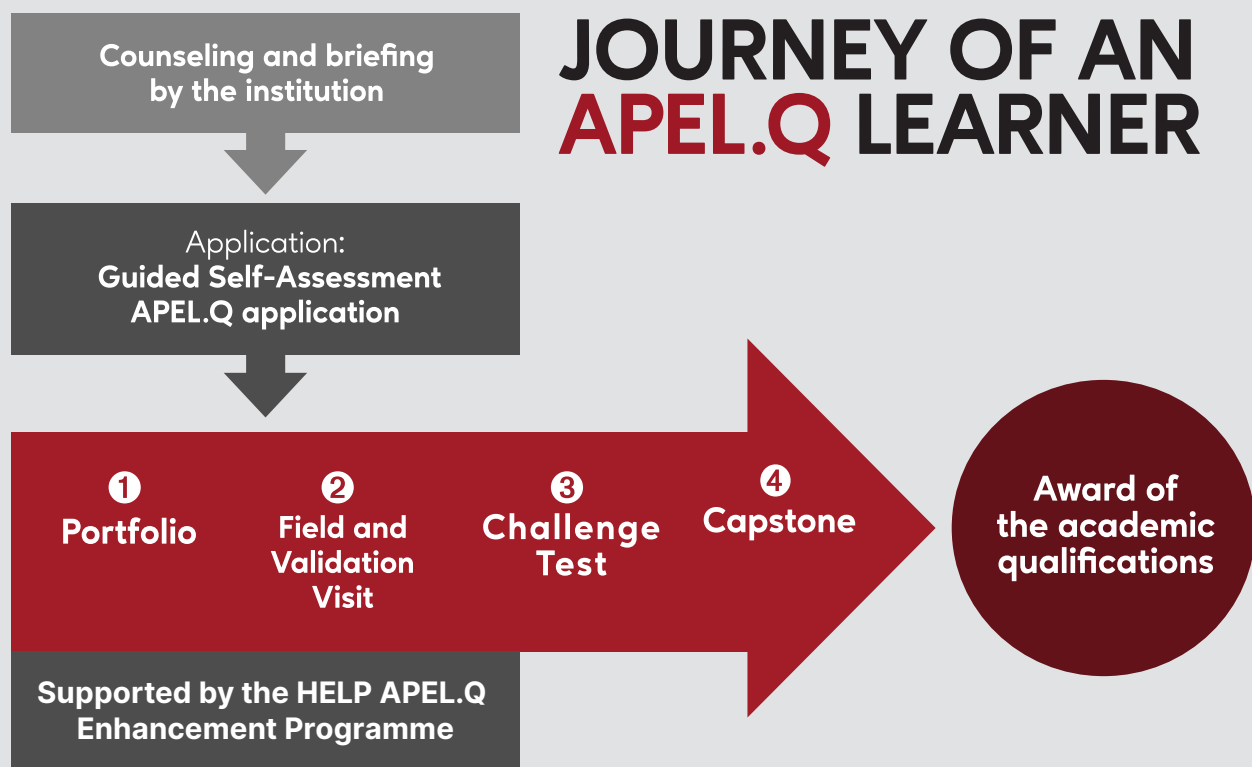 JOURNEY OF AN
APEL.Q LEARNER
Counseling and briefing
by the institution
Application:
Guided Self-Assessment
APEL.Q application
1
Portfolio
2
Field and
Validation
Visit
3
Challenge
Test
4
Capstone
Award of
the academic
qualifications
Supported by the HELP APEL.Q
Enhancement Programme